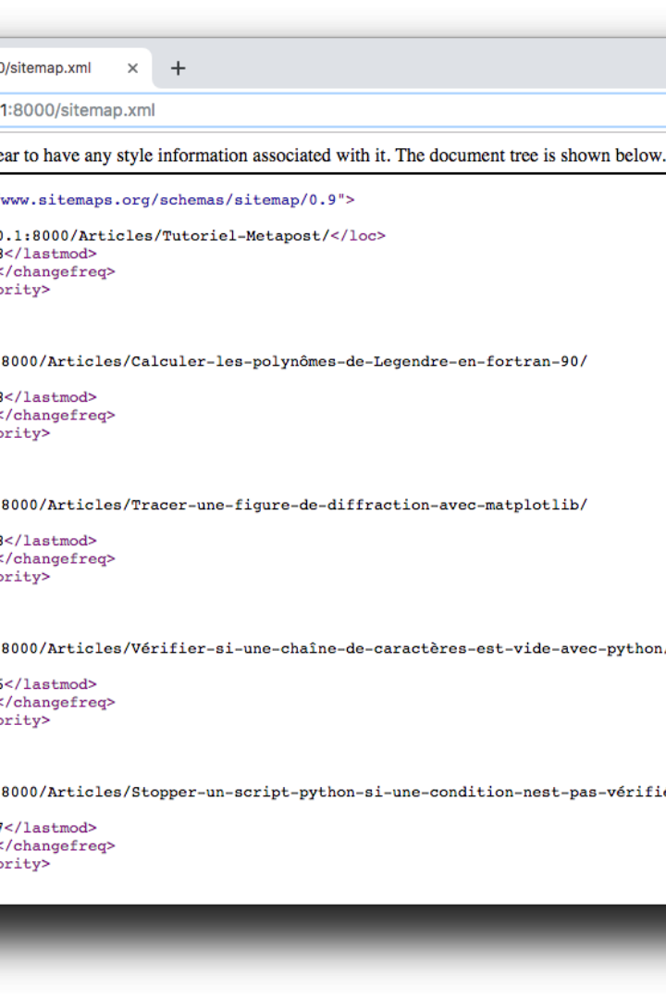 0/sitemap.xml
1:8000/sitemap.xml
ear to have any style information associated with it. The document tree is shown below.
www.sitemaps.org/schemas/sitemap/0.9">
0.1:8000/Articles/Tutoriel-Metapost/</loc>
8</lastmod>
</changefreq>
ority>
8000/Articles/Calculer-les-polynômes-de-Legendre-en-fortran-90/
8</lastmod>
</changefreq>
ority>
8000/Articles/Tracer-une-figure-de-diffraction-avec-matplotlib/
8</lastmod>
</changefreq>
ority>
8000/Articles/Vérifier-si-une-chaîne-de-caractères-est-vide-avec-python/
</lastmod>
</changefreq>
ority>
8000/Articles/Stopper-un-script-python-si-une-condition-nest-pas-vérifié
7</lastmod>
</changefreq>
ority>